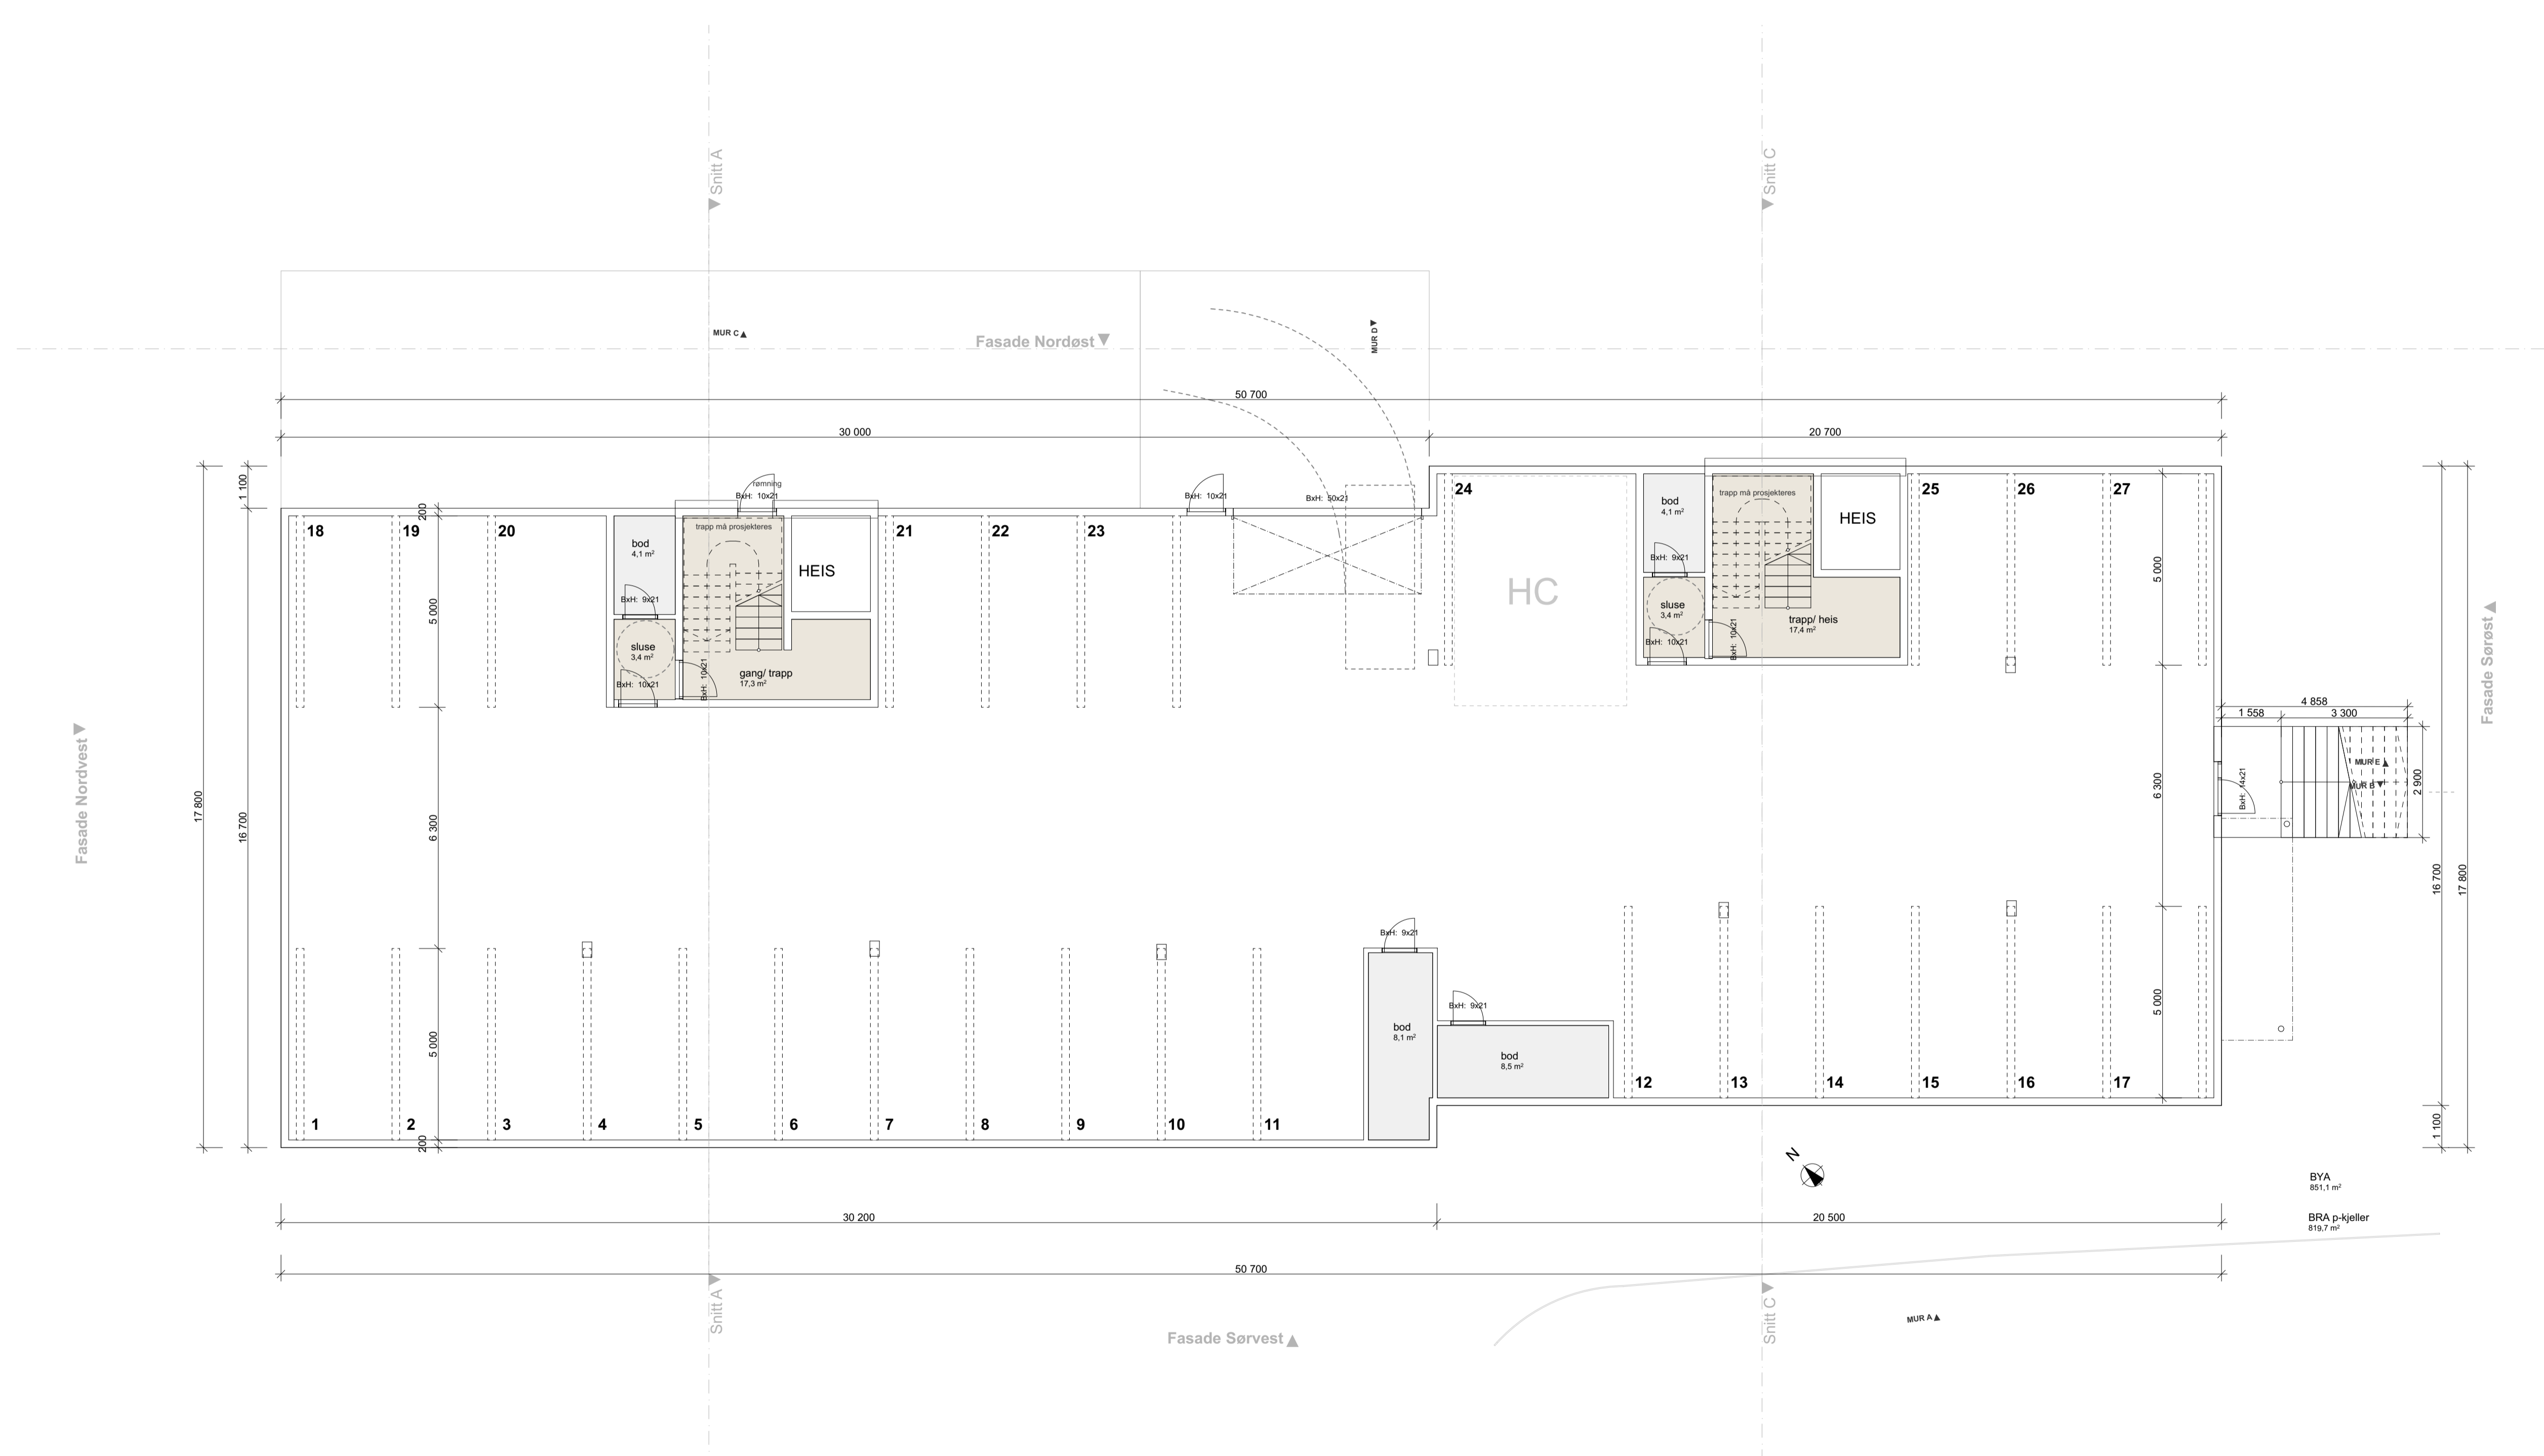 Snitt A
Snitt C
MUR C
Fasade Nordøst
MUR D
50 700
30 000
20 700
1 100
17 800
16 700
200
5 000
6 300
5 000
200
rømning
BxH: 10x21
BxH: 10x21
BxH: 50x21
18
19
20
bod
4,1 m²
BxH: 9x21
sluse
3,4 m²
BxH: 10x21
trapp må prosjekteres
HEIS
BxH: 10x21
gang/ trapp
17,3 m²
21
22
23
24
HC
bod
4,1 m²
BxH: 9x21
sluse
3,4 m²
BxH: 10x21
trapp må prosjekteres
HEIS
BxH: 10x21
trapp/ heis
17,4 m²
25
26
27
5 000
6 300
5 000
Fasade Nordvest
Fasade Sørøst
4 858
1 558
3 300
MUR E
MUR B
2 900
BxH: 14x21
16 700
17 800
1 100
BxH: 9x21
bod
8,1 m²
BxH: 9x21
bod
8,5 m²
12
13
14
15
16
17
1
2
3
4
5
6
7
8
9
10
11
N
BYA
851,1 m²
BRA p-kjeller
819,7 m²
30 200
20 500
50 700
Snitt A
Snitt C
Fasade Sørvest
MUR A